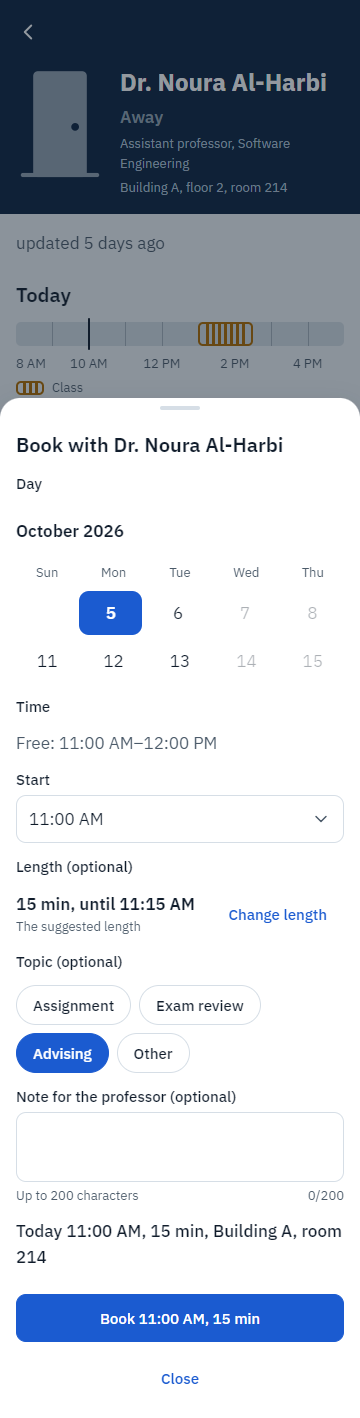 Dr. Noura Al-Harbi
Away
Assistant professor, Software
Engineering
Building A, floor 2, room 214
updated 5 days ago
Today
8 AM 10 AM 12 PM 2 PM 4 PM
Class
Book with Dr. Noura Al-Harbi
Day
October 2026
Sun Mon Tue Wed Thu
5 6 7 8
11 12 13 14 15
Time
Free: 11:00 AM–12:00 PM
Start
11:00 AM
Length (optional)
15 min, until 11:15 AM
The suggested length
Change length
Topic (optional)
Assignment Exam review
Advising Other
Note for the professor (optional)
Up to 200 characters 0/200
Today 11:00 AM, 15 min, Building A, room
214
Book 11:00 AM, 15 min
Close